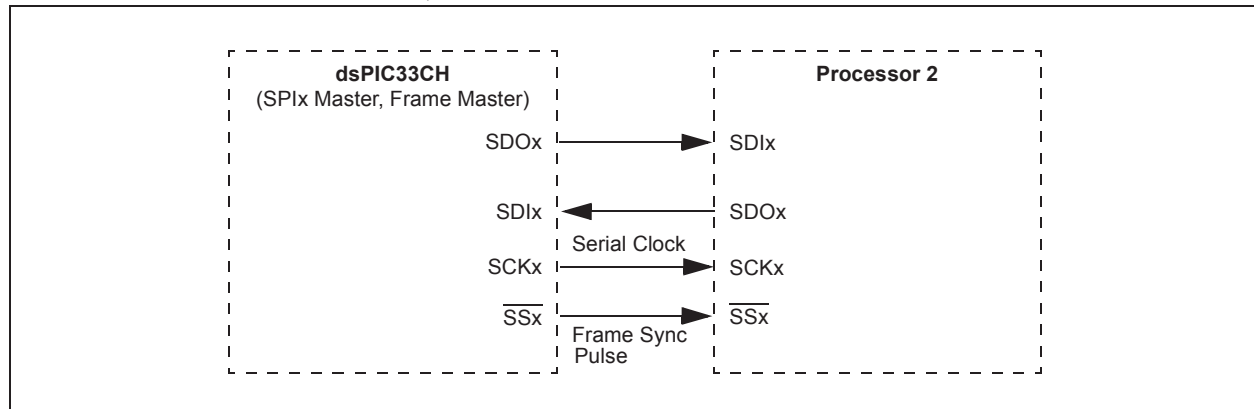 dsPIC33CH
(SPIx Master, Frame Master)
Processor 2
SDOx
SDIx
SDIx
SDOx
Serial Clock
SCKx
SCKx
SSx
SSx
Frame Sync
Pulse